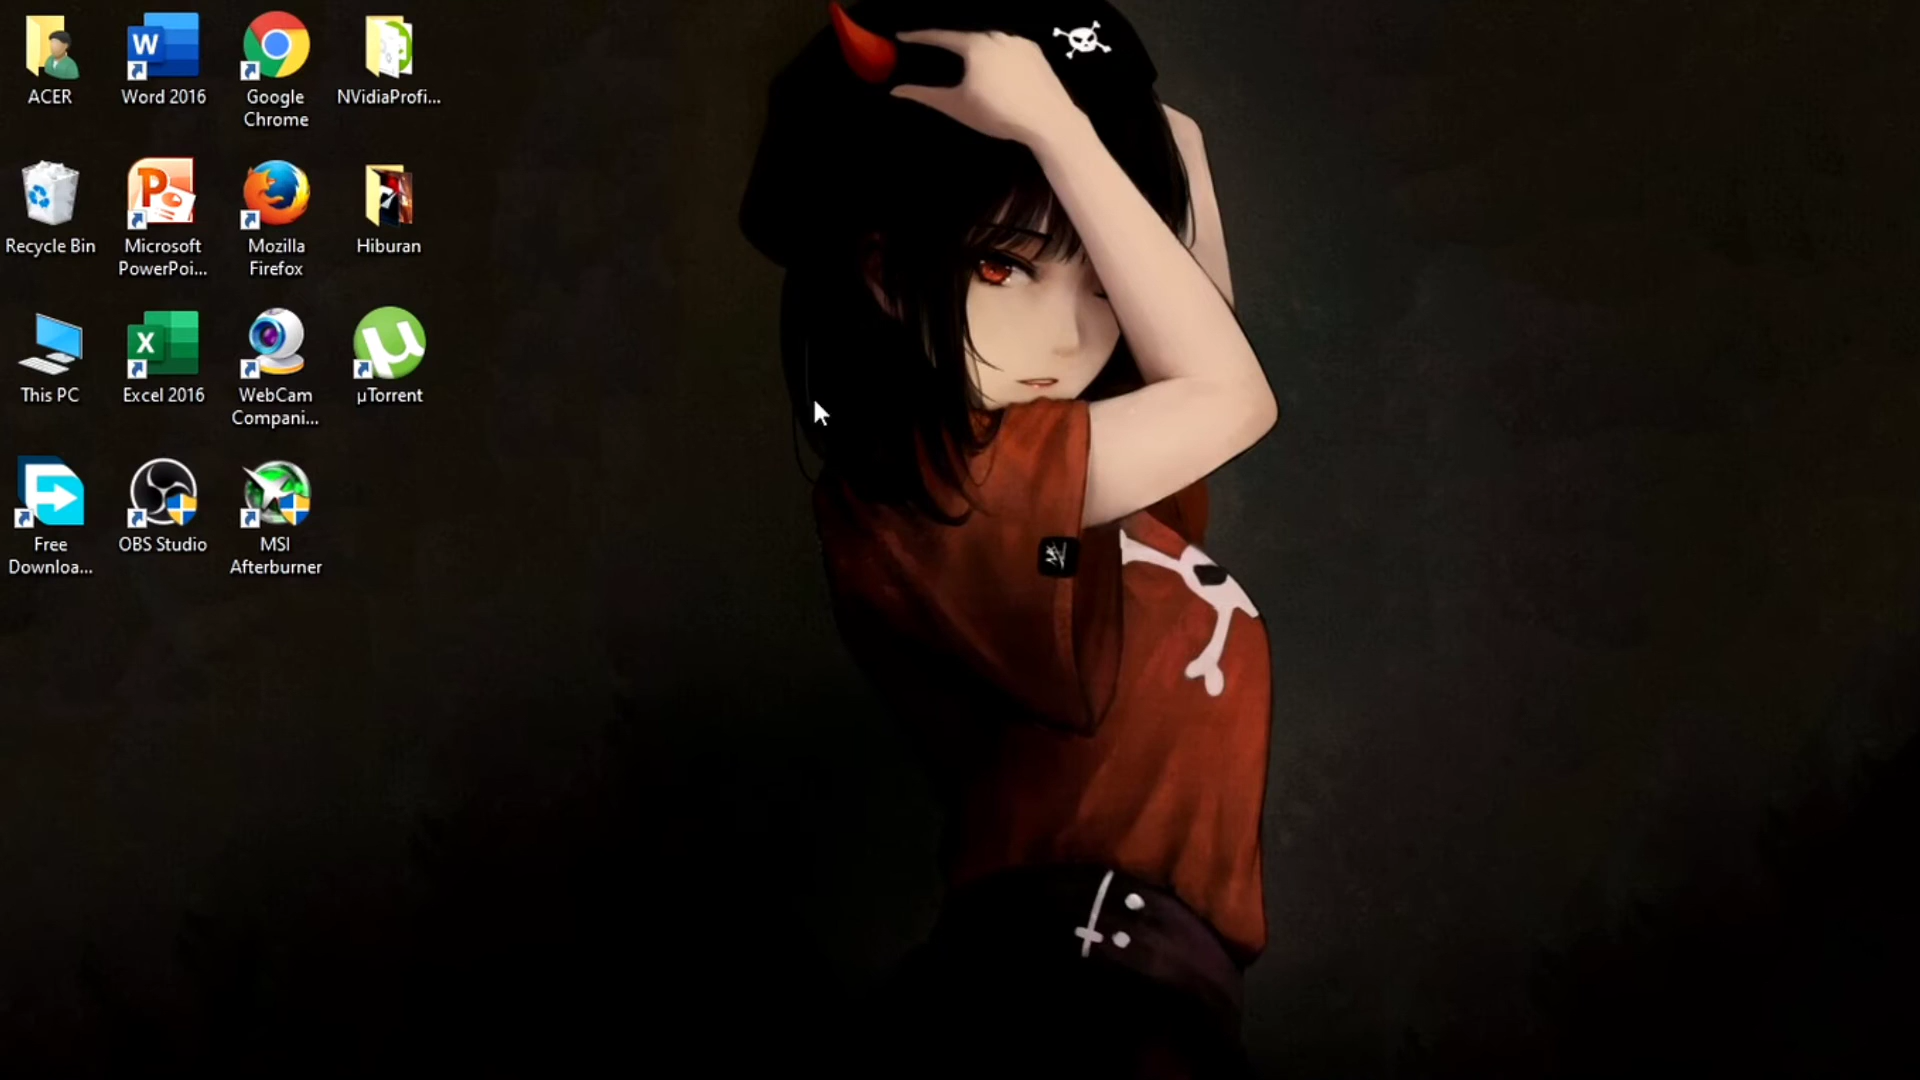 ACER
Word 2016
Google
Chrome
NVidiaProfi...
Recycle Bin
Microsoft
PowerPoi...
Mozilla
Firefox
Hiburan
This PC
Excel 2016
WebCam
Compani...
µTorrent
Free
Downloa...
OBS Studio
MSI
Afterburner